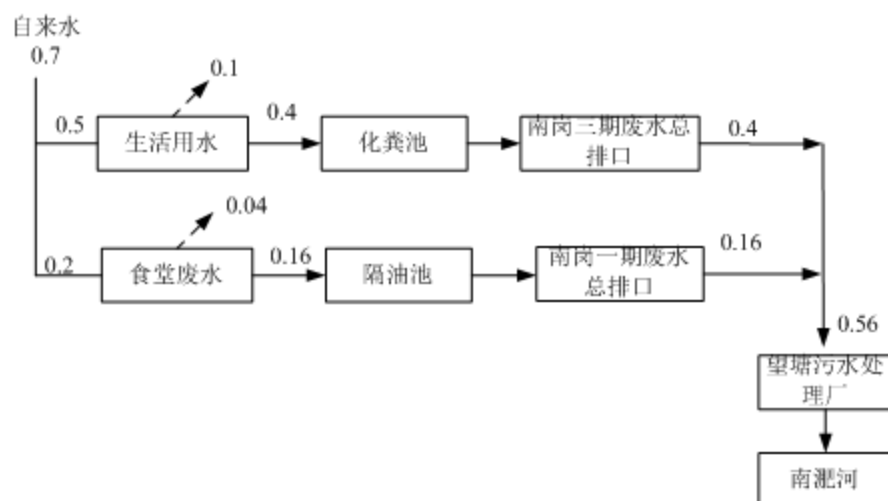 自来水
0.7
0.1
0.5
生活用水
0.4
化粪池
南岗三期废水总
排口
0.4
0.04
0.2
食堂废水
0.16
隔油池
南岗一期废水
总排口
0.16
0.56
望塘污水处
理厂
南淝河